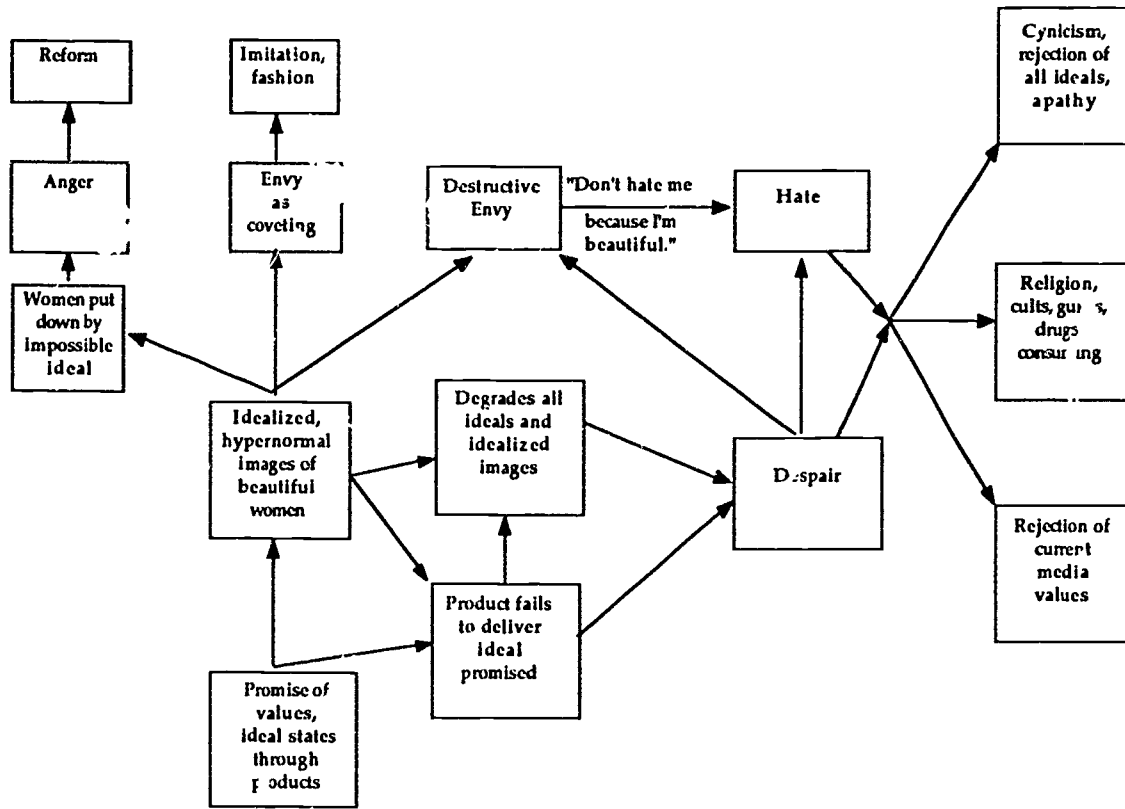 Reform
Anger
Women put
down by
impossible
ideal
Imitation,
fashion
Envy
as
coveting
Idealized,
hypernormal
images of
beautiful
women
Promise of
values,
ideal states
through
products
Destructive
Envy
"Don't hate me
because I'm
beautiful."
Hate
Degrades all
ideals and
idealized
images
Product fails
to deliver
ideal
promised
Despair
Cynicism,
rejection of
all ideals,
apathy
Religion,
cults, gurus,
drugs
consuming
Rejection of
current
media
values